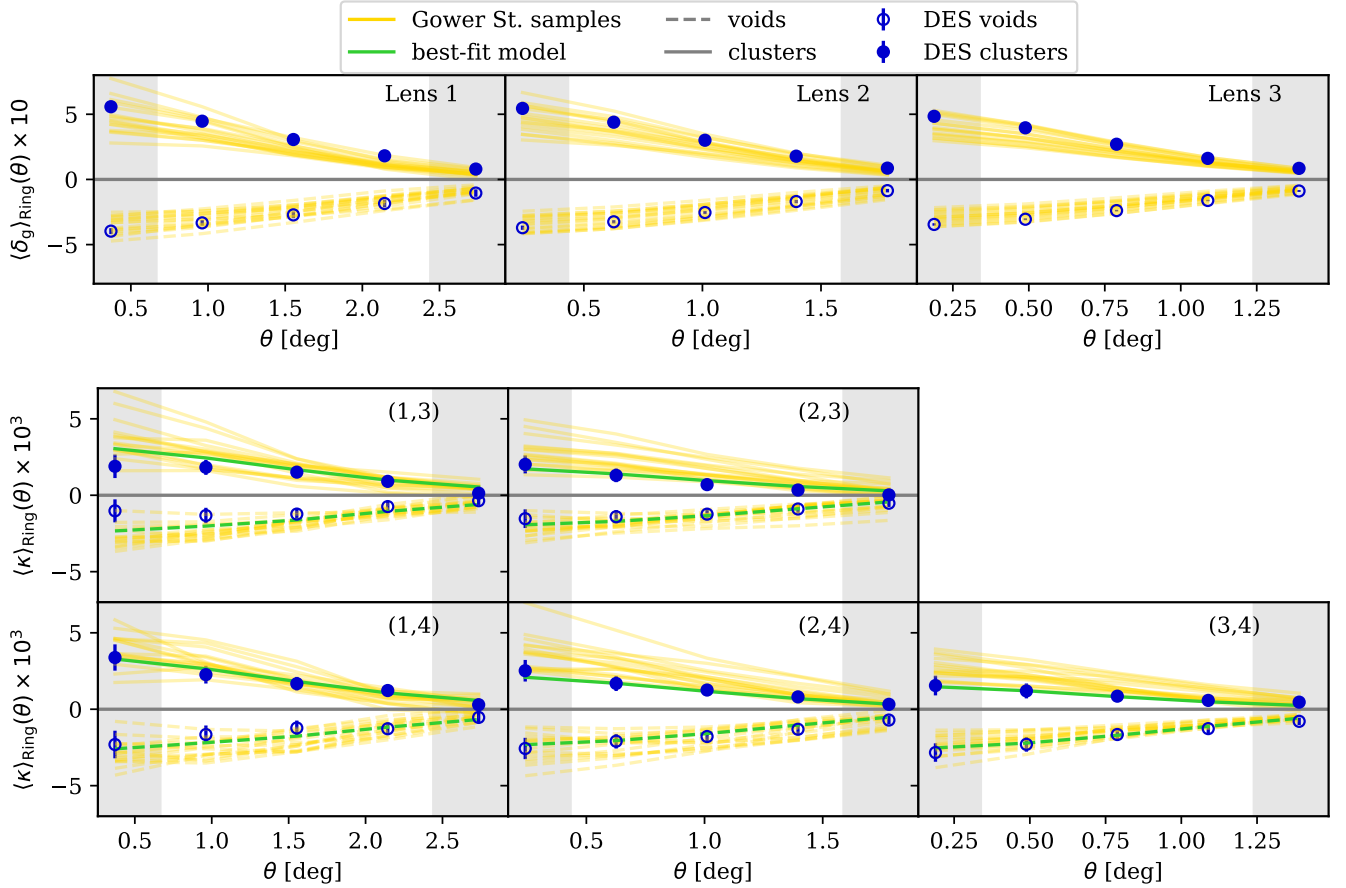 Gower St. samples voids DES voids
best-fit model clusters DES clusters
Lens 1 Lens 2 Lens 3
⟨δg⟩Ring(θ) × 10
5
0
−5
0.5 1.0 1.5 2.0 2.5 0.5 1.0 1.5 0.25 0.50 0.75 1.00 1.25
θ [deg] θ [deg] θ [deg]
(1,3) (2,3)
⟨κ⟩Ring(θ) × 10³
5
0
−5
(1,4) (2,4) (3,4)
⟨κ⟩Ring(θ) × 10³
5
0
−5
0.5 1.0 1.5 2.0 2.5 0.5 1.0 1.5 0.25 0.50 0.75 1.00 1.25
θ [deg] θ [deg] θ [deg]